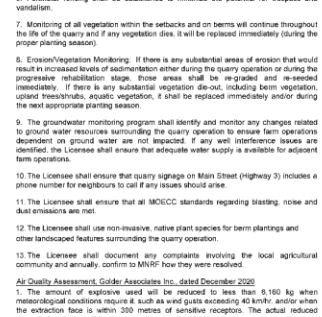 vandalism.
7. Monitoring of all vegetation within the setbacks and on berms will continue throughout
the life of the quarry and if any vegetation dies, it will be replaced immediately (during the
proper planting season).
8. Erosion/Vegetation Monitoring: If there is any substantial areas of erosion that would
result in increased levels of sedimentation either during the quarry operation or during the
progressive rehabilitation stage, those areas shall be re-graded and re-seeded
immediately. If there is any substantial vegetation die-out, including berm vegetation,
upland trees/shrubs, aquatic vegetation, it shall be replaced immediately and/or during
the next appropriate planting season.
9. The groundwater monitoring program shall identify and monitor any changes related
to ground water resources surrounding the quarry operation to ensure farm operations
dependent on ground water are not impacted. If any well interference issues are
identified, the Licensee shall ensure that adequate water supply is available for adjacent
farm operations.
10. The Licensee shall ensure that quarry signage on Main Street (Highway 3) includes a
phone number for neighbours to call if any issues should arise.
11. The Licensee shall ensure that all MOECC standards regarding blasting, noise and
dust emissions are met.
12. The Licensee shall use non-invasive, native plant species for berm plantings and
other landscaped features surrounding the quarry operation.
13. The Licensee shall document any complaints involving the local agricultural
community and annually, confirm to MNRF how they were resolved.
Air Quality Assessment, Golder Associates Inc., dated December 2020
1. The amount of explosive used will be reduced to less than 6,160 kg when
meteorological conditions require it, such as wind gusts exceeding 40 km/hr. and/or when
the extraction face is within 300 metres of sensitive receptors. The actual reduced